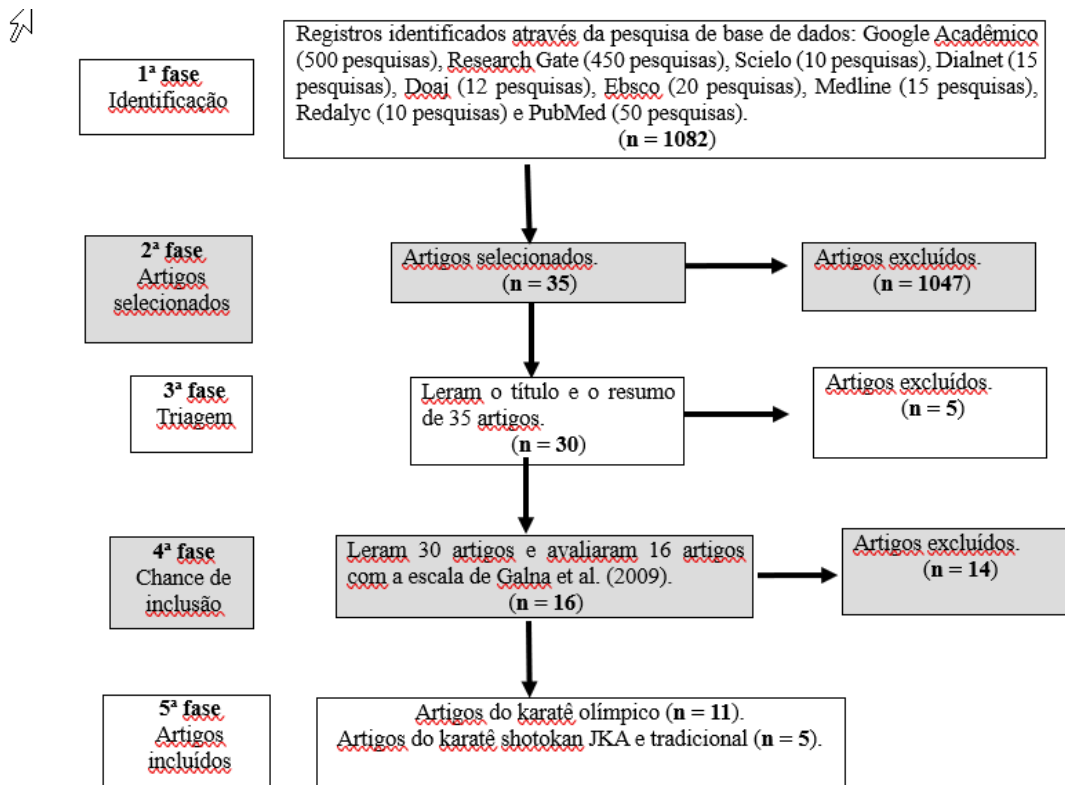 1ª fase
Identificação
Registros identificados através da pesquisa de base de dados: Google Acadêmico
(500 pesquisas), Research Gate (450 pesquisas), Scielo (10 pesquisas), Dialnet (15
pesquisas), Doaj (12 pesquisas), Ebsco (20 pesquisas), Medline (15 pesquisas),
Redalyc (10 pesquisas) e PubMed (50 pesquisas).
(n = 1082)
2ª fase
Artigos
selecionados
Artigos selecionados.
(n = 35)
Artigos excluídos.
(n = 1047)
3ª fase
Triagem
Leram o título e o resumo
de 35 artigos.
(n = 30)
Artigos excluídos.
(n = 5)
4ª fase
Chance de
inclusão
Leram 30 artigos e avaliaram 16 artigos
com a escala de Galna et al. (2009).
(n = 16)
Artigos excluídos.
(n = 14)
5ª fase
Artigos
incluídos
Artigos do karatê olímpico (n = 11).
Artigos do karatê shotokan JKA e tradicional (n = 5).